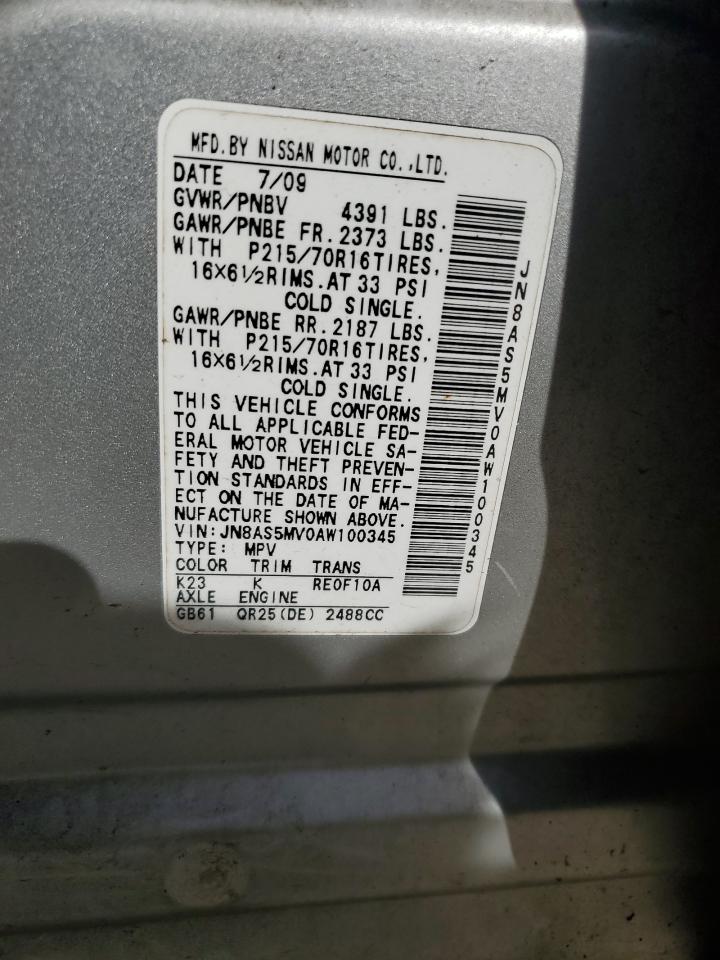 MFD.BY NISSAN MOTOR CO.,LTD.
DATE 7/09
GVWR/PNBV 4391 LBS.
GAWR/PNBE FR. 2373 LBS.
WITH P215/70R16TIRES,
16X6½RIMS.AT 33 PSI
COLD SINGLE.
GAWR/PNBE RR. 2187 LBS.
WITH P215/70R16TIRES,
16X6½RIMS.AT 33 PSI
COLD SINGLE.
THIS VEHICLE CONFORMS
TO ALL APPLICABLE FED-
ERAL MOTOR VEHICLE SA-
FETY AND THEFT PREVEN-
TION STANDARDS IN EFF-
ECT ON THE DATE OF MA-
NUFACTURE SHOWN ABOVE.
VIN:JN8AS5MV0AW100345
TYPE: MPV
COLOR TRIM TRANS
K23 K RE0F10A
AXLE ENGINE
GB61 QR25(DE) 2488CC
JN8AS5MV0AW100345